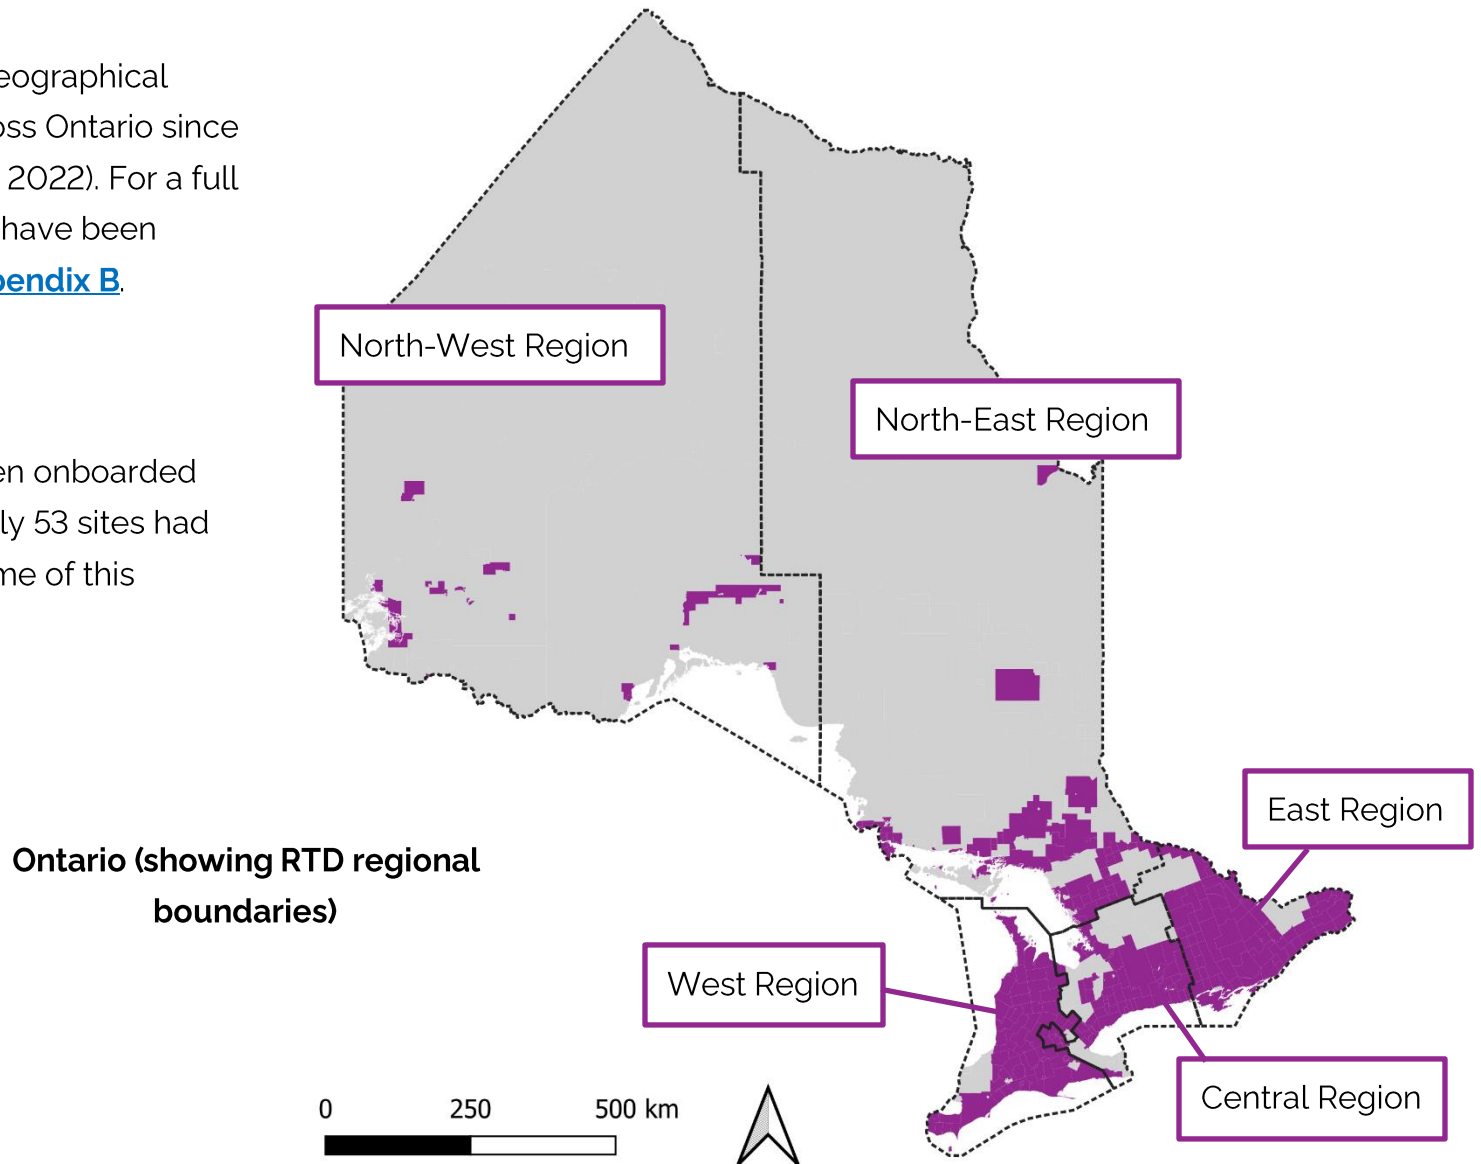 eographical
oss Ontario since
2022). For a full
have been
pendix B.
en onboarded
ly 53 sites had
me of this
North-West Region
North-East Region
East Region
Ontario (showing RTD regional
boundaries)
West Region
Central Region
0 250 500 km